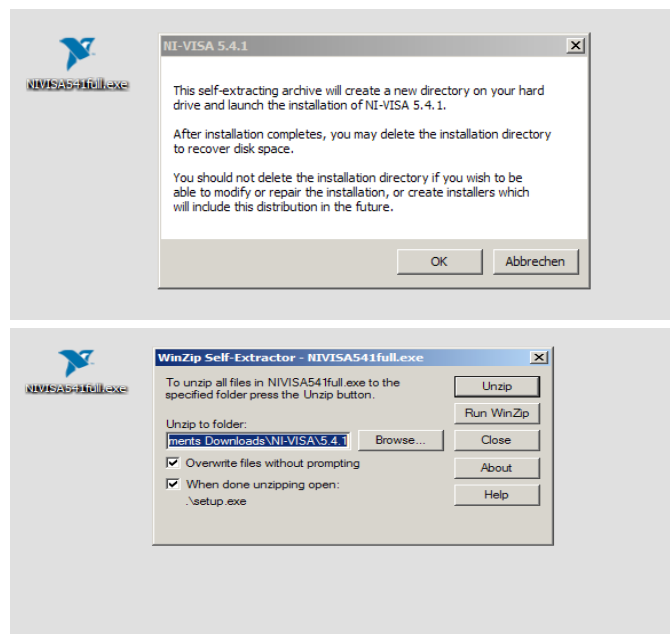 NIVISA541full.exe
NI-VISA 5.4.1
This self-extracting archive will create a new directory on your hard
drive and launch the installation of NI-VISA 5.4.1.
After installation completes, you may delete the installation directory
to recover disk space.
You should not delete the installation directory if you wish to be
able to modify or repair the installation, or create installers which
will include this distribution in the future.
OK
Abbrechen
NIVISA541full.exe
WinZip Self-Extractor - NIVISA541full.exe
To unzip all files in NIVISA541full.exe to the
specified folder press the Unzip button.
Unzip to folder:
ments Downloads\NI-VISA\5.4.1
Browse...
Overwrite files without prompting
When done unzipping open:
.\setup.exe
Unzip
Run WinZip
Close
About
Help